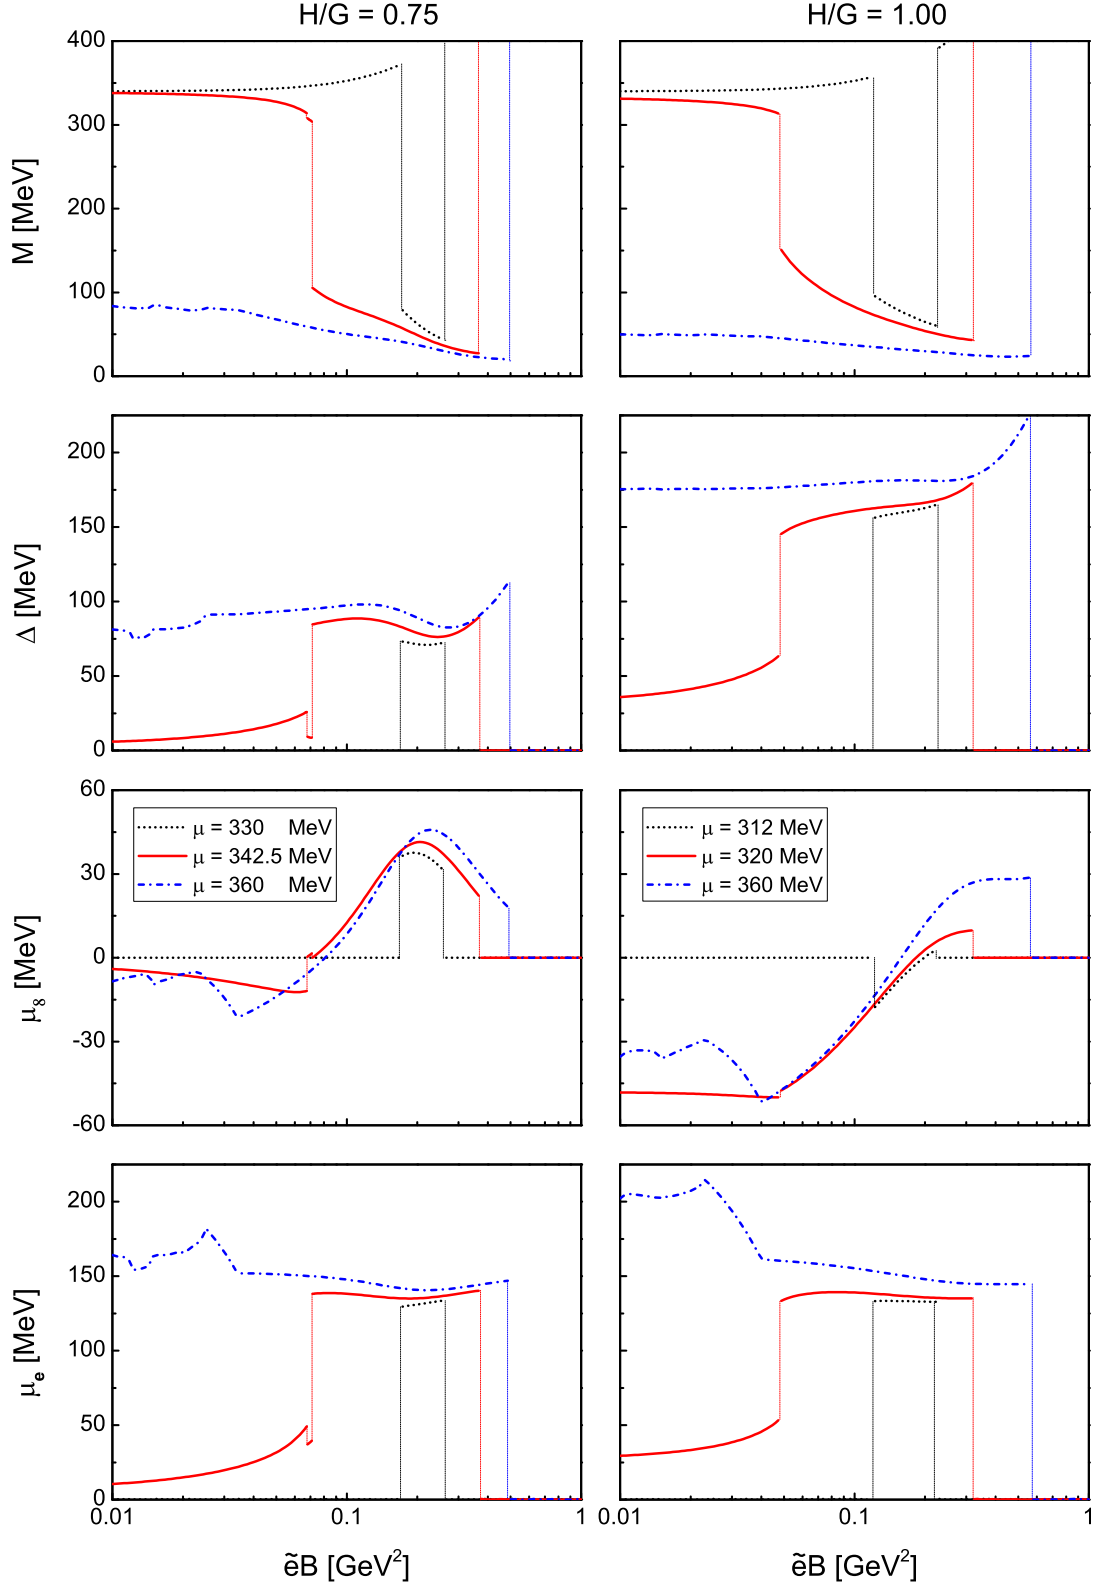 H/G = 0.75
H/G = 1.00
400
300
200
100
0
M [MeV]
200
150
100
50
0
Δ [MeV]
60
30
0
-30
-60
μ₈ [MeV]
μ = 330 MeV
μ = 342.5 MeV
μ = 360 MeV
μ = 312 MeV
μ = 320 MeV
μ = 360 MeV
200
150
100
50
0
μₑ [MeV]
0.01 0.1 1
0.01 0.1 1
ẽB [GeV²]
ẽB [GeV²]